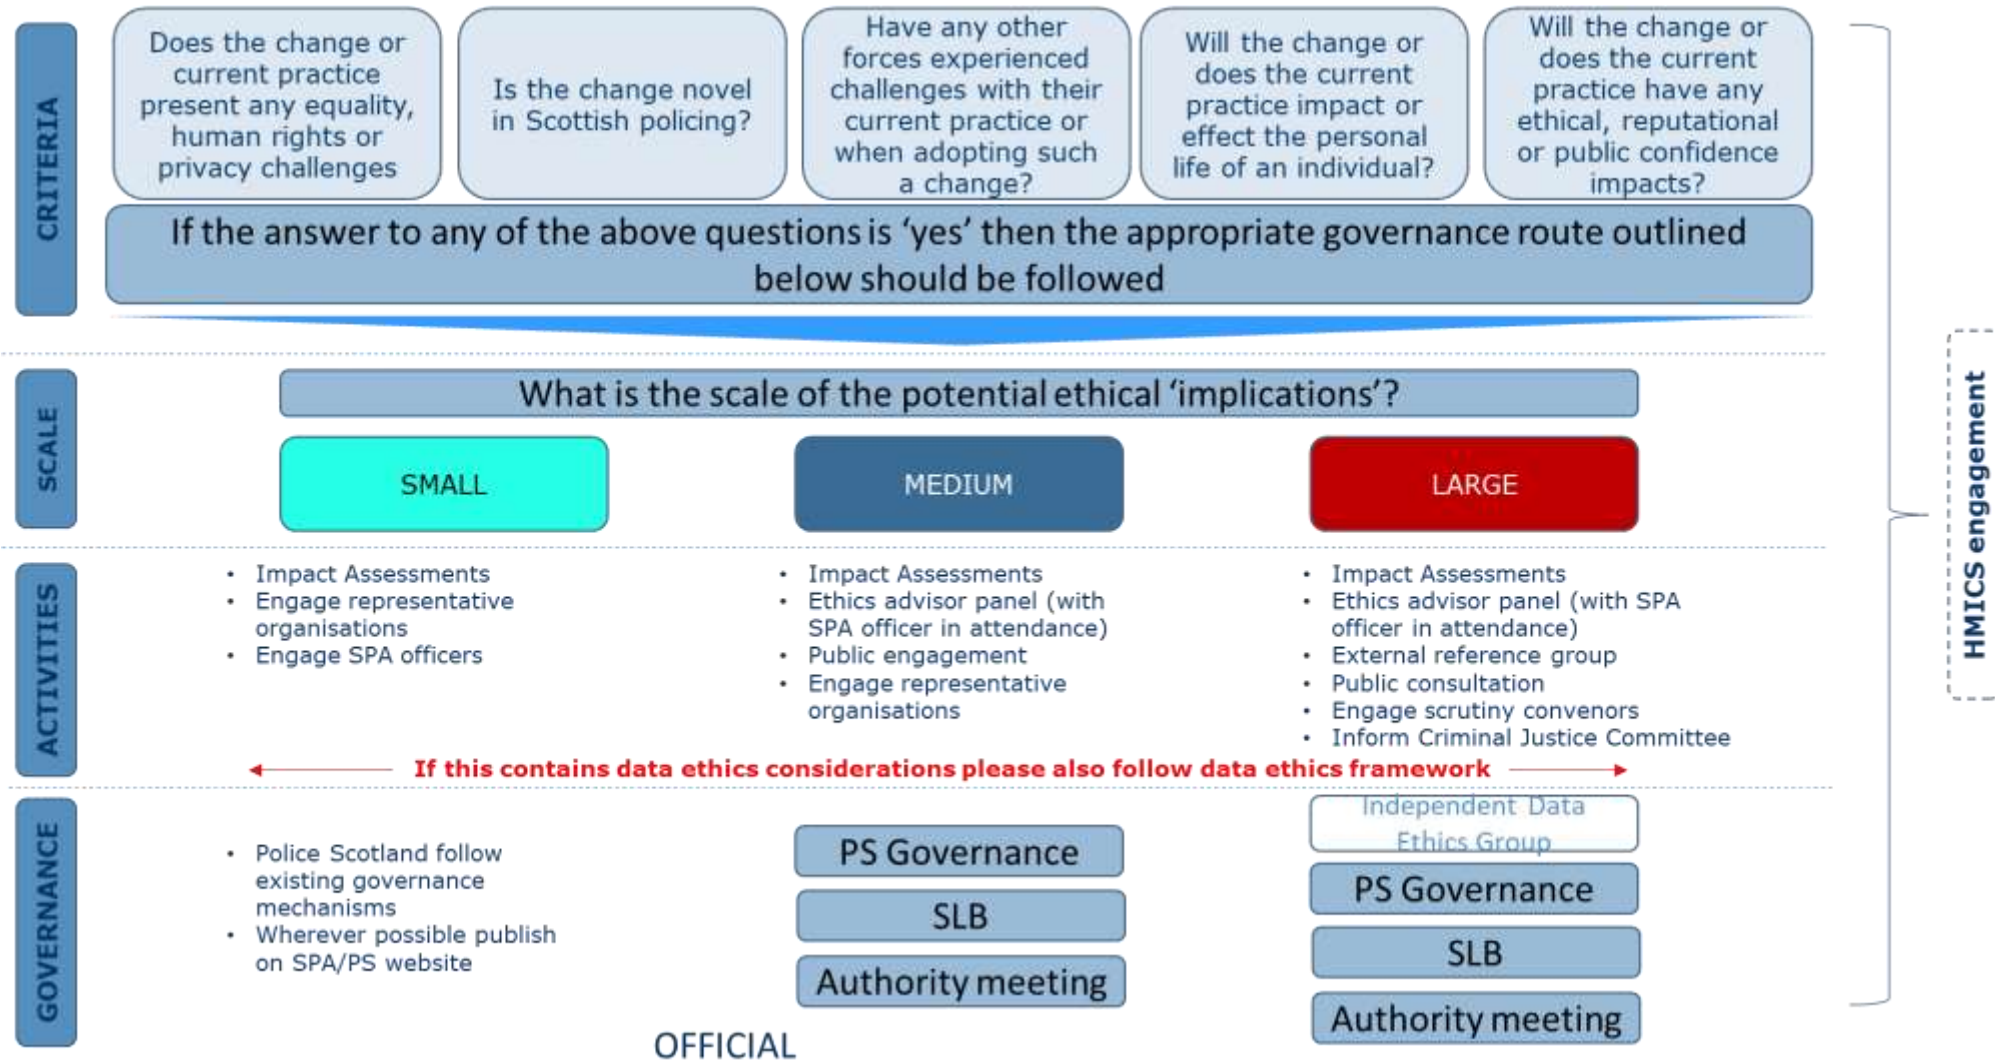 CRITERIA
Does the change or
current practice
present any equality,
human rights or
privacy challenges
Is the change novel
in Scottish policing?
Have any other
forces experienced
challenges with their
current practice or
when adopting such
a change?
Will the change or
does the current
practice impact or
effect the personal
life of an individual?
Will the change or
does the current
practice have any
ethical, reputational
or public confidence
impacts?
If the answer to any of the above questions is ‘yes’ then the appropriate governance route outlined
below should be followed
SCALE
What is the scale of the potential ethical ‘implications’?
SMALL
MEDIUM
LARGE
ACTIVITIES
• Impact Assessments
• Engage representative
organisations
• Engage SPA officers
• Impact Assessments
• Ethics advisor panel (with
SPA officer in attendance)
• Public engagement
• Engage representative
organisations
• Impact Assessments
• Ethics advisor panel (with SPA
officer in attendance)
• External reference group
• Public consultation
• Engage scrutiny convenors
• Inform Criminal Justice Committee
If this contains data ethics considerations please also follow data ethics framework
GOVERNANCE
• Police Scotland follow
existing governance
mechanisms
• Wherever possible publish
on SPA/PS website
PS Governance
SLB
Authority meeting
Independent Data
Ethics Group
PS Governance
SLB
Authority meeting
HMICS engagement
OFFICIAL